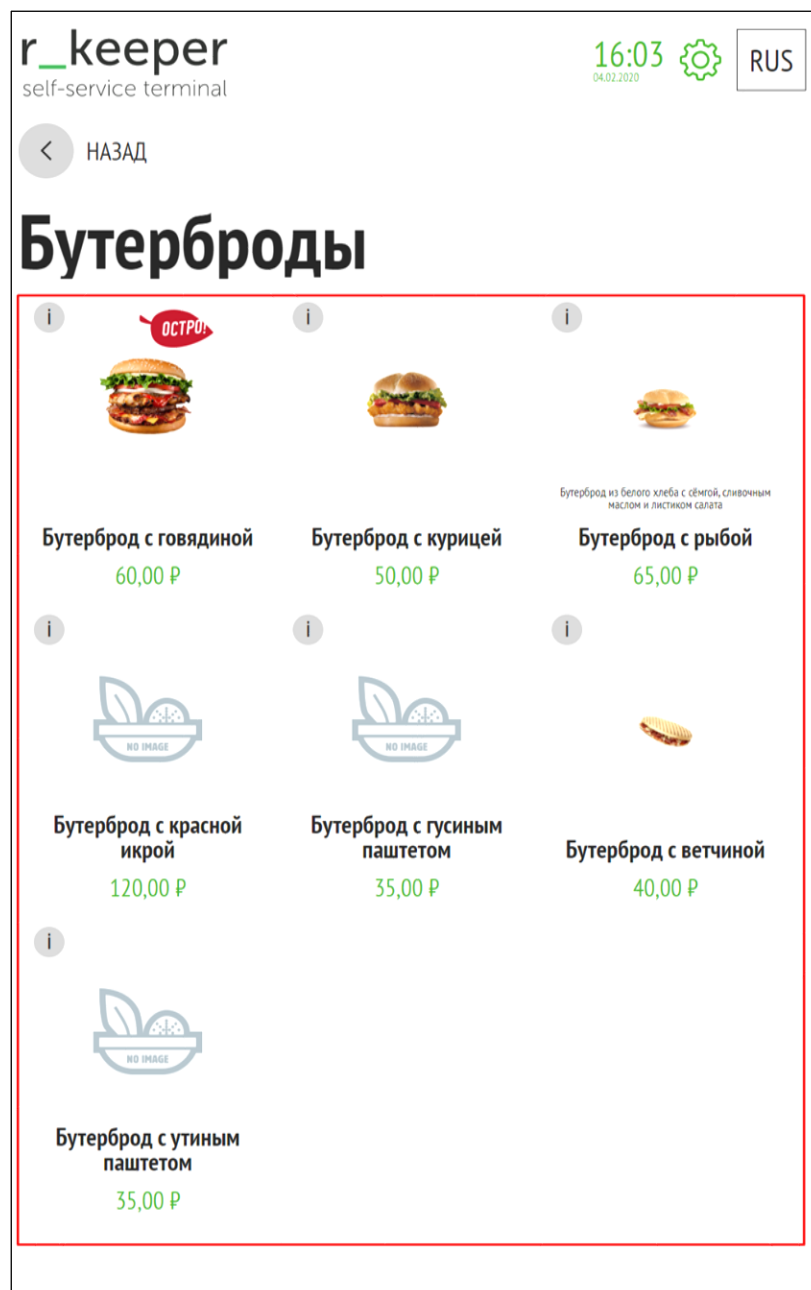 r_keeper
self-service terminal
16:03
04.02.2020
RUS
НАЗАД
Бутерброды
i
ОСТРО!
i
i
Бутерброд из белого хлеба с сёмгой, сливочным
маслом и листиком салата
Бутерброд с говядиной
Бутерброд с курицей
Бутерброд с рыбой
60,00 ₽
50,00 ₽
65,00 ₽
i
i
i
NO IMAGE
NO IMAGE
Бутерброд с красной
икрой
Бутерброд с гусиным
паштетом
Бутерброд с ветчиной
120,00 ₽
35,00 ₽
40,00 ₽
i
NO IMAGE
Бутерброд с утиным
паштетом
35,00 ₽